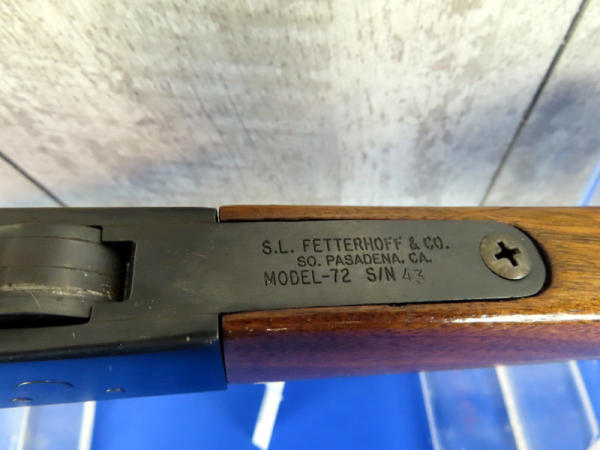 S.L. FETTERHOFF & CO.
SO. PASADENA, CA.
MODEL-72 S/N 43